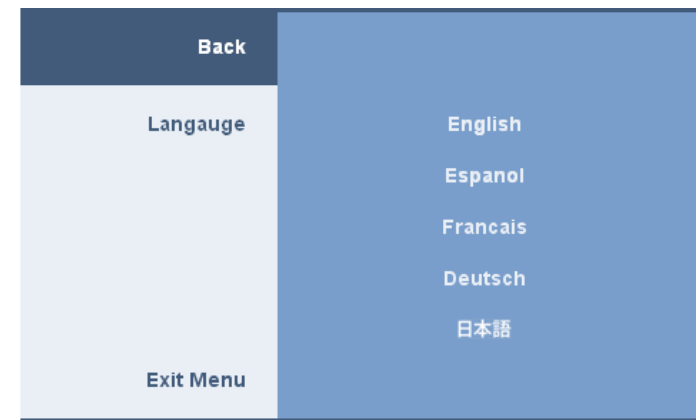 Back
Langauge
English
Espanol
Francais
Deutsch
日本語
Exit Menu